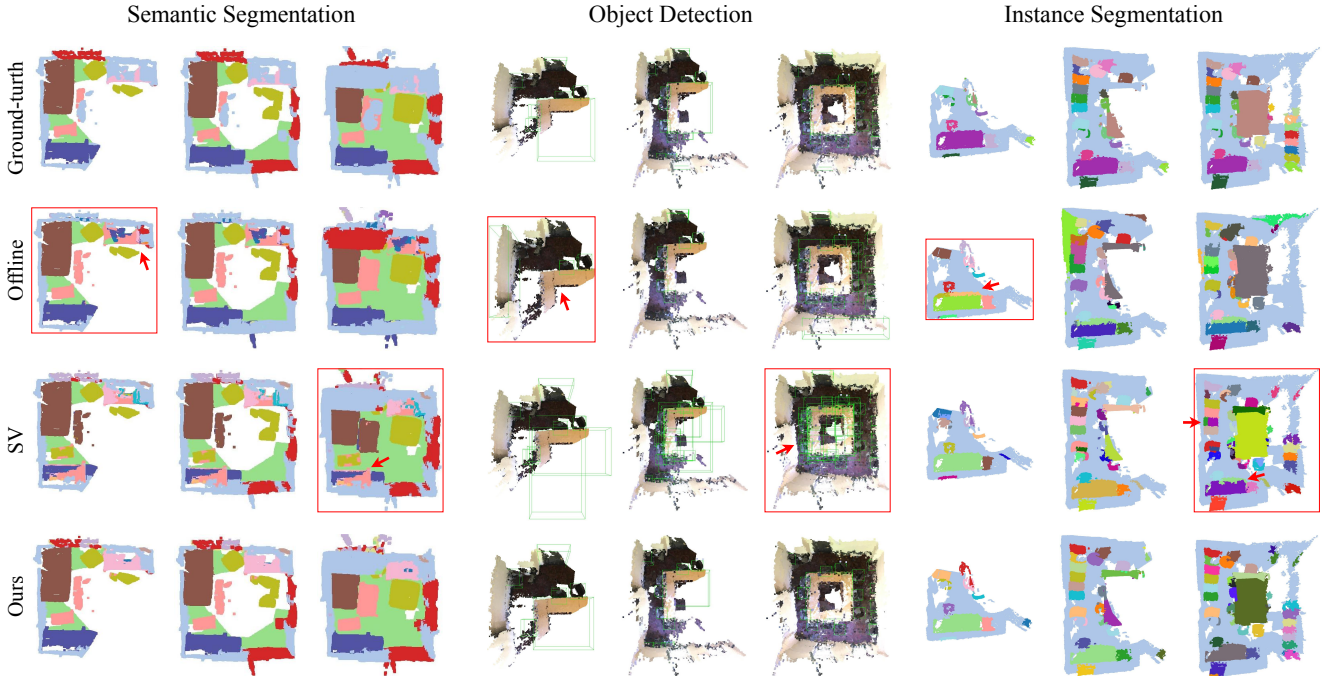 Semantic Segmentation
Object Detection
Instance Segmentation
Ground-turth
Offline
SV
Ours